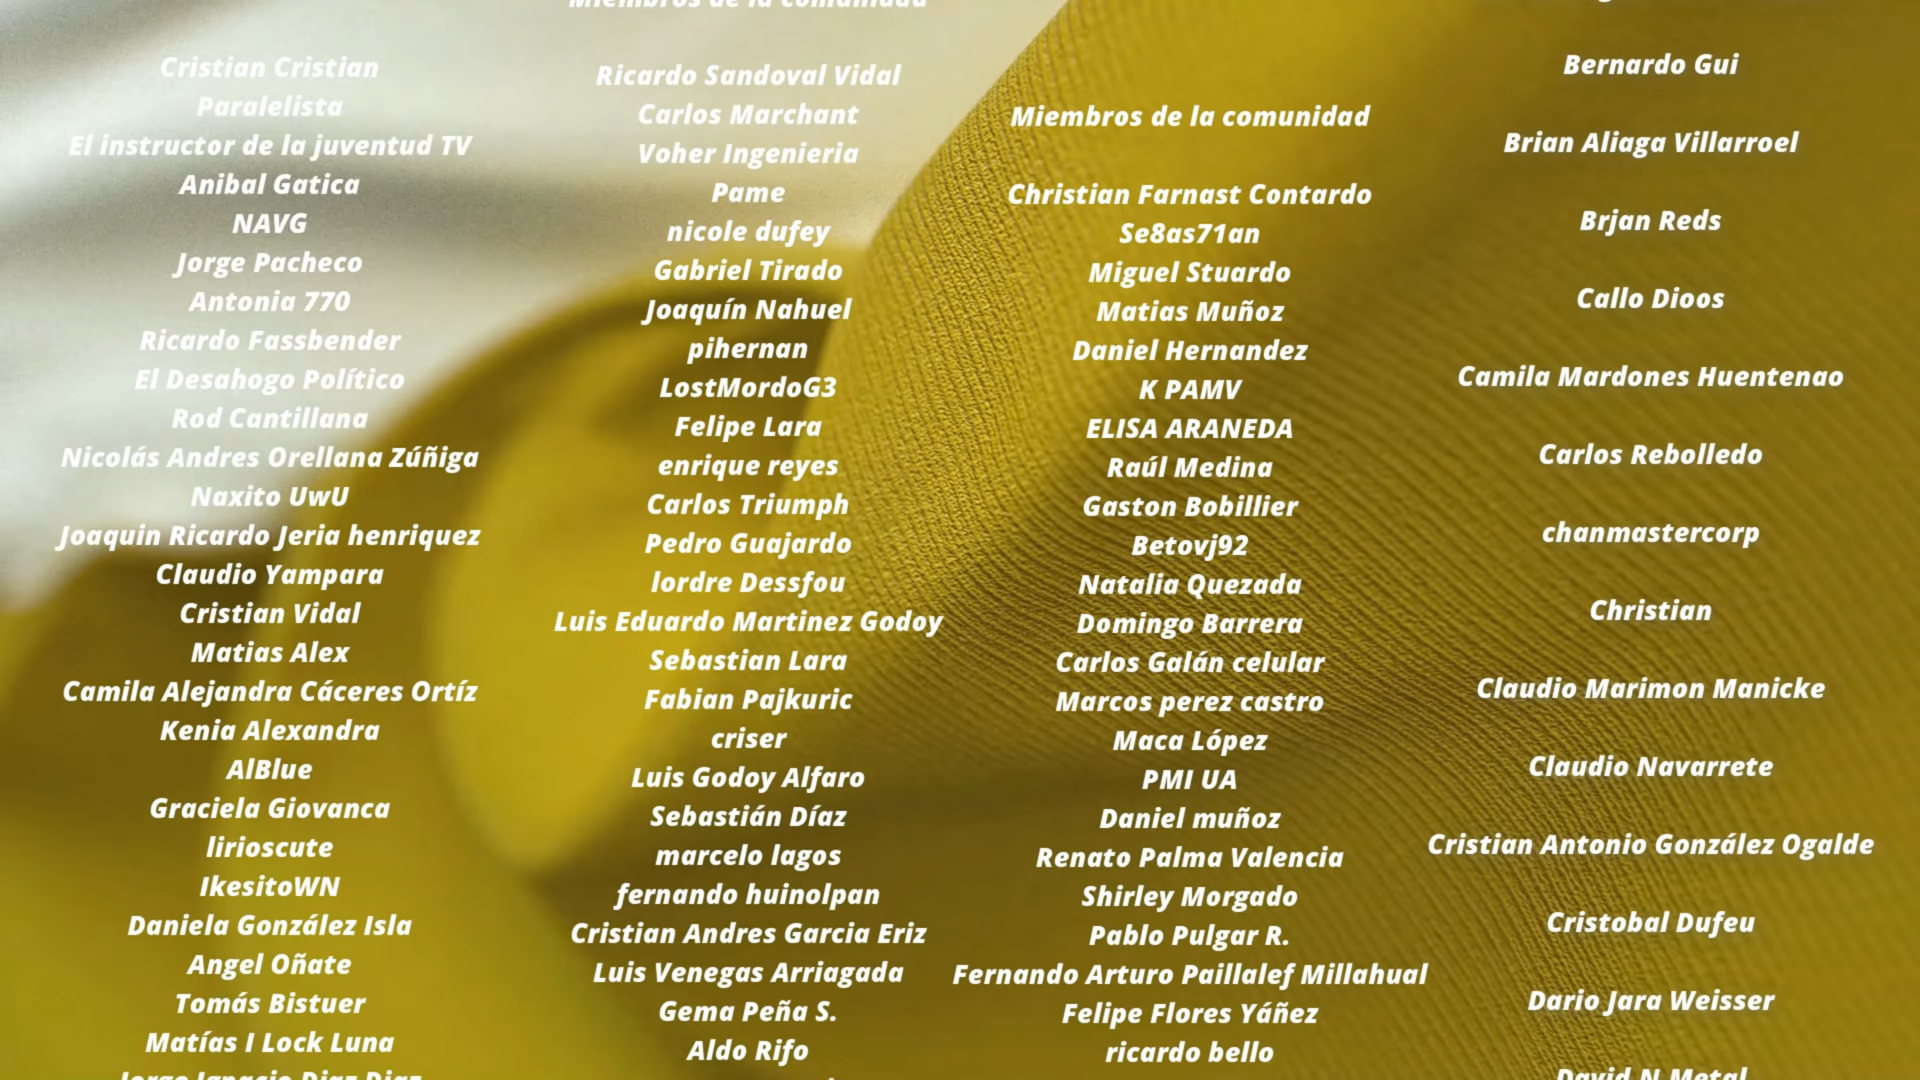 Miembros de la comunidad
Cristian Cristian
Paralelista
El instructor de la juventud TV
Anibal Gatica
NAVG
Jorge Pacheco
Antonia 770
Ricardo Fassbender
El Desahogo Político
Rod Cantillana
Nicolás Andres Orellana Zúñiga
Naxito UwU
Joaquin Ricardo Jeria henriquez
Claudio Yampara
Cristian Vidal
Matias Alex
Camila Alejandra Cáceres Ortíz
Kenia Alexandra
AlBlue
Graciela Giovanca
lirioscute
IkesitoWN
Daniela González Isla
Angel Oñate
Tomás Bistuer
Matías I Lock Luna
Jorge Ignacio Diaz Diaz
Ricardo Sandoval Vidal
Carlos Marchant
Voher Ingenieria
Pame
nicole dufey
Gabriel Tirado
Joaquín Nahuel
pihernan
LostMordoG3
Felipe Lara
enrique reyes
Carlos Triumph
Pedro Guajardo
lordre Dessfou
Luis Eduardo Martinez Godoy
Sebastian Lara
Fabian Pajkuric
criser
Luis Godoy Alfaro
Sebastián Díaz
marcelo lagos
fernando huinolpan
Cristian Andres Garcia Eriz
Luis Venegas Arriagada
Gema Peña S.
Aldo Rifo
Miembros de la comunidad
Christian Farnast Contardo
Se8as71an
Miguel Stuardo
Matias Muñoz
Daniel Hernandez
K PAMV
ELISA ARANEDA
Raúl Medina
Gaston Bobillier
Betovj92
Natalia Quezada
Domingo Barrera
Carlos Galán celular
Marcos perez castro
Maca López
PMI UA
Daniel muñoz
Renato Palma Valencia
Shirley Morgado
Pablo Pulgar R.
Fernando Arturo Paillalef Millahual
Felipe Flores Yáñez
ricardo bello
Bernardo Gui
Brian Aliaga Villarroel
Brjan Reds
Callo Dioos
Camila Mardones Huentenao
Carlos Rebolledo
chanmastercorp
Christian
Claudio Marimon Manicke
Claudio Navarrete
Cristian Antonio González Ogalde
Cristobal Dufeu
Dario Jara Weisser
David N Metal